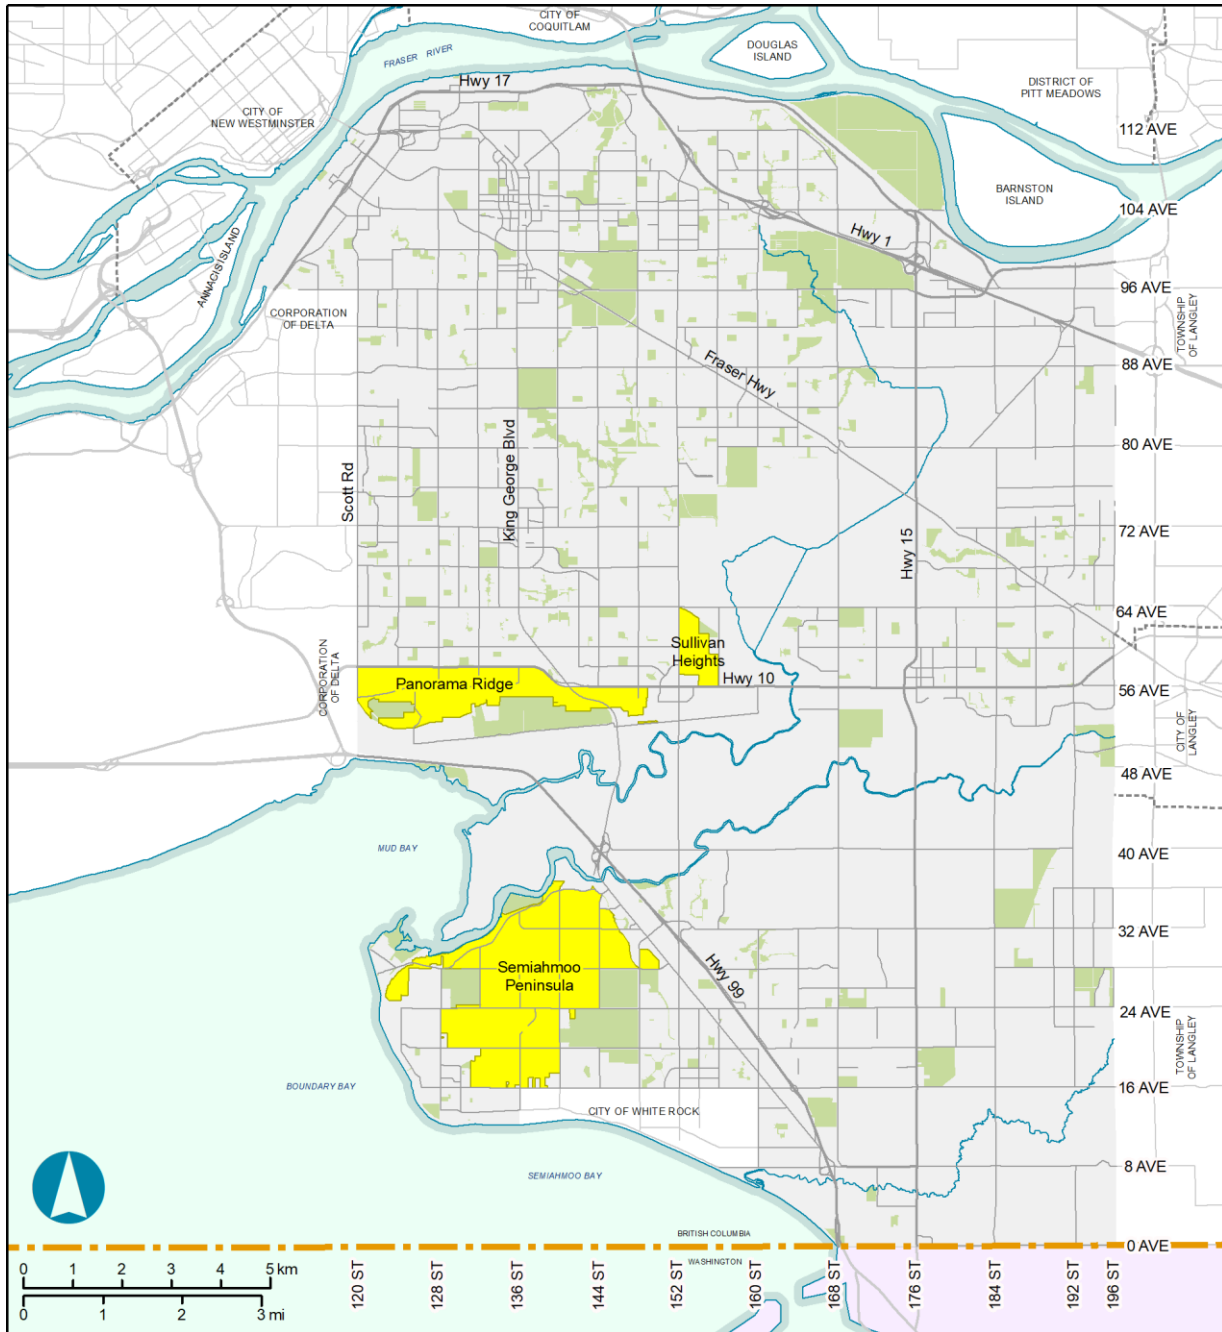 CITY OF
COQUITLAM
FRASER RIVER
DOUGLAS
ISLAND
Hwy 17
DISTRICT OF
PITT MEADOWS
CITY OF
NEW WESTMINSTER
112 AVE
BARNSTON
ISLAND
104 AVE
Hwy 1
ANNACIS ISLAND
96 AVE
CORPORATION
OF DELTA
TOWNSHIP
OF LANGLEY
88 AVE
Fraser Hwy
80 AVE
King George Blvd
Scott Rd
72 AVE
Hwy 15
64 AVE
Sullivan
Heights
Hwy 10
Panorama Ridge
CORPORATION
OF DELTA
56 AVE
CITY OF
LANGLEY
48 AVE
MUD BAY
40 AVE
32 AVE
Semiahmoo
Peninsula
Hwy 99
24 AVE
TOWNSHIP
OF LANGLEY
BOUNDARY BAY
16 AVE
CITY OF WHITE ROCK
8 AVE
SEMIAHMOO BAY
BRITISH COLUMBIA
0 AVE
WASHINGTON
0 1 2 3 4 5 km
0 1 2 3 mi
120 ST
128 ST
136 ST
144 ST
152 ST
160 ST
168 ST
176 ST
184 ST
192 ST
196 ST